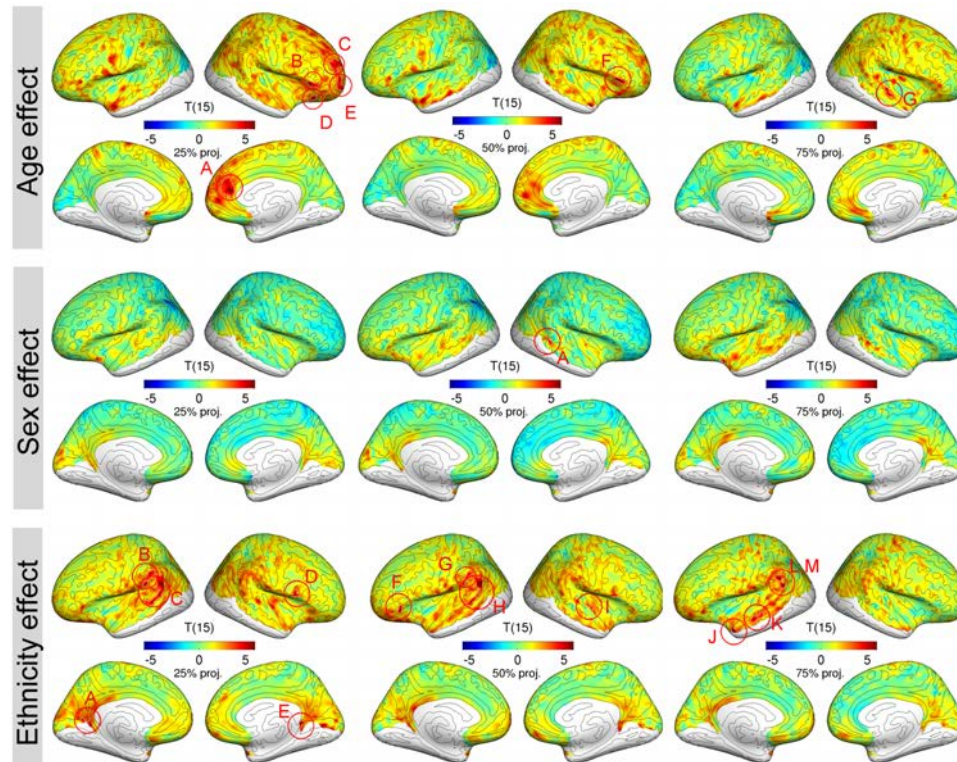 Age effect
C
B
F
D
E
G
T(15)
-5 0 5
25% proj.
T(15)
-5 0 5
50% proj.
T(15)
-5 0 5
75% proj.
A
Sex effect
A
T(15)
-5 0 5
25% proj.
T(15)
-5 0 5
50% proj.
T(15)
-5 0 5
75% proj.
Ethnicity effect
B
C
D
F
G
H
I
L M
K
J
T(15)
-5 0 5
25% proj.
T(15)
-5 0 5
50% proj.
T(15)
-5 0 5
75% proj.
A
E